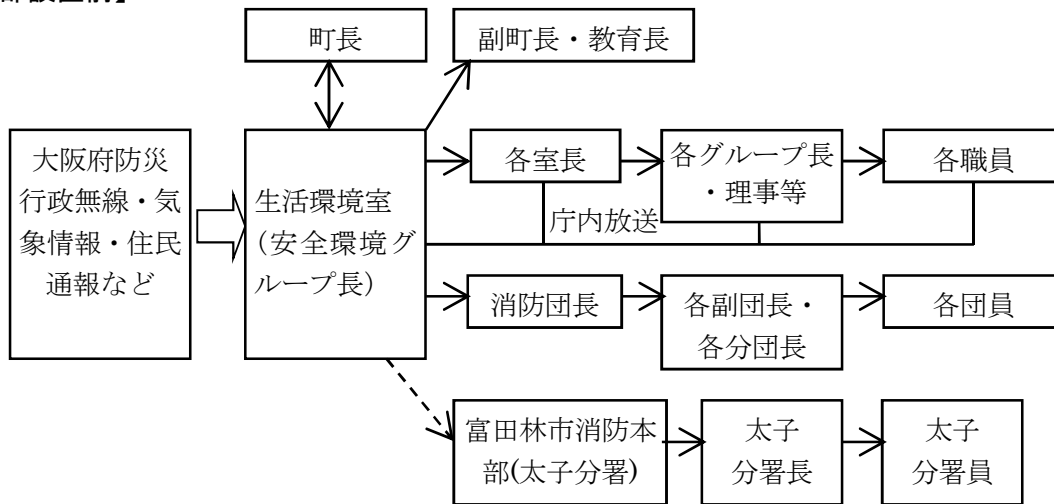 部設置前】
町長
副町長・教育長
大阪府防災
行政無線・気
象情報・住民
通報など
生活環境室
(安全環境グ
ループ長)
各室長
各グループ長
・理事等
各職員
庁内放送
消防団長
各副団長・
各分団長
各団員
富田林市消防本
部(太子分署)
太子
分署長
太子
分署員